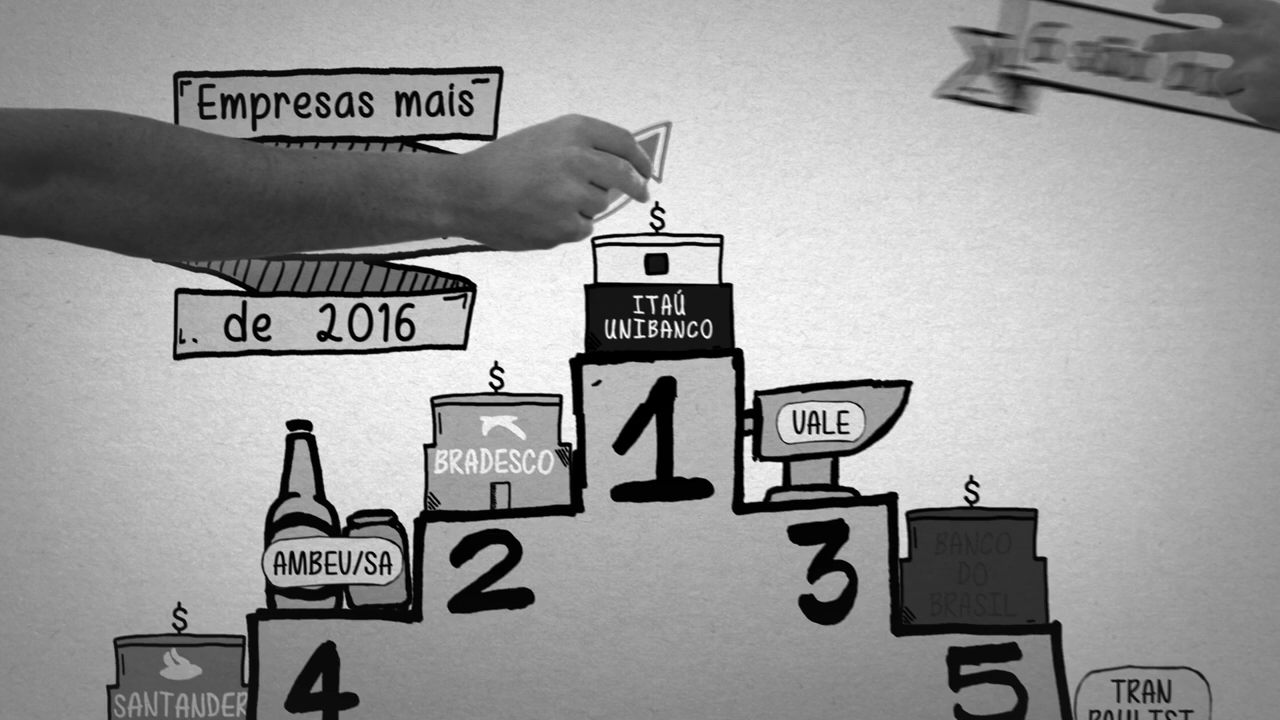 Empresas mais
de 2016
$
ITAÚ
UNIBANCO
1
$
BRADESCO
2
VALE
3
AMBEV/SA
4
$
BANCO
DO
BRASIL
5
$
SANTANDER
TRAN
PAULIST